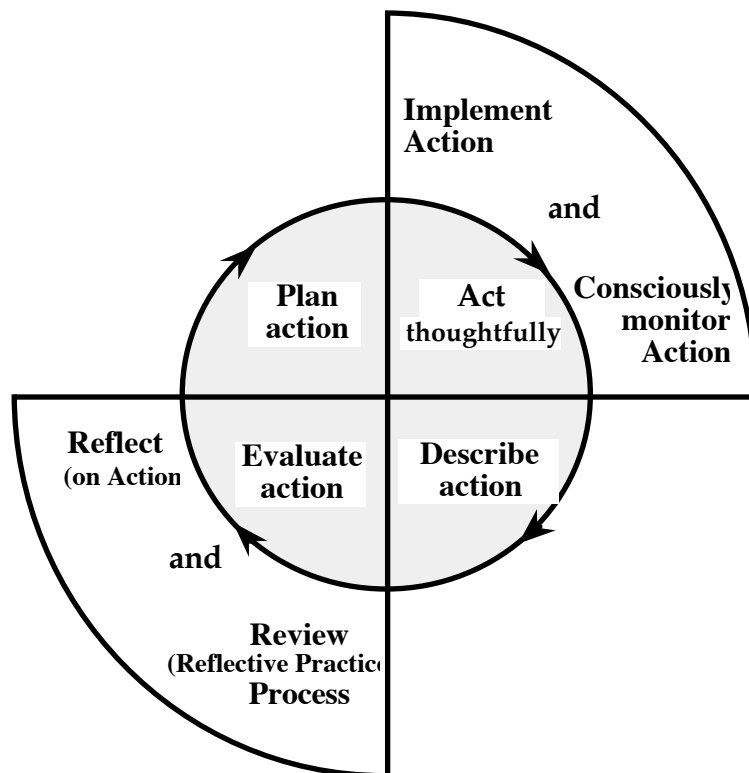 Implement
Action
and
Consciously
monitor
Action
Plan
action
Act
thoughtfully
Reflect
(on Action
Evaluate
action
Describe
action
and
Review
(Reflective Practice
Process